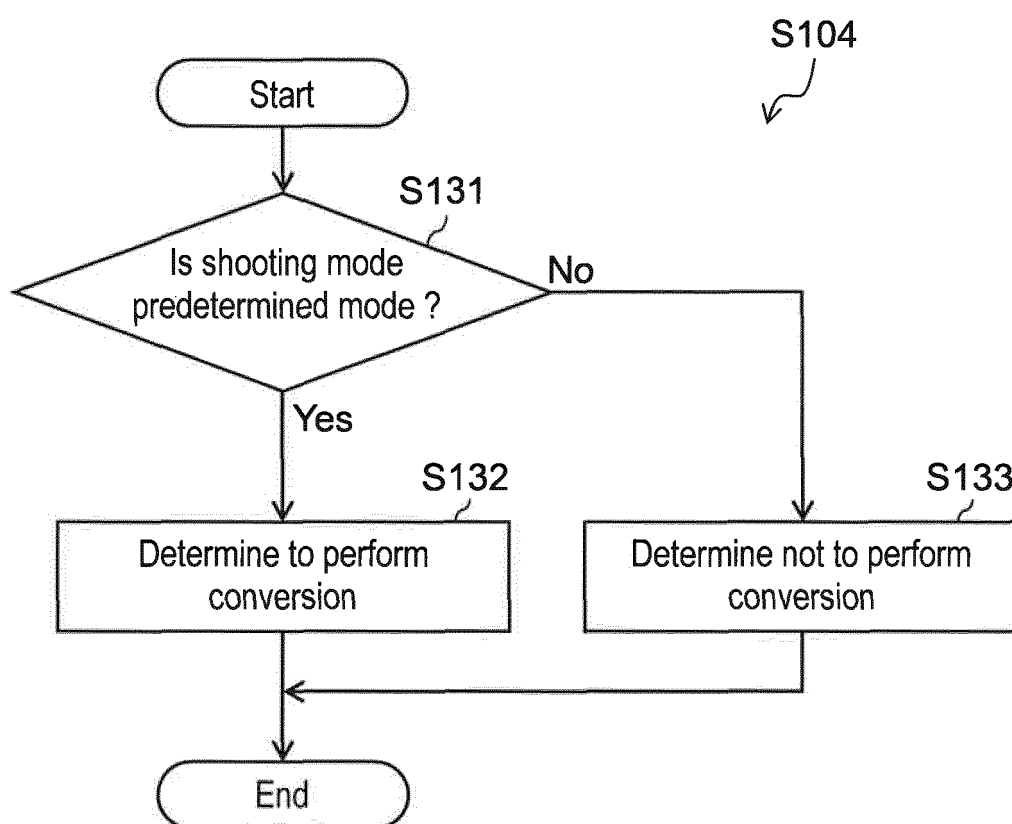 S104
Start
S131
Is shooting mode
predetermined mode ?
No
Yes
S132
Determine to perform
conversion
S133
Determine not to perform
conversion
End